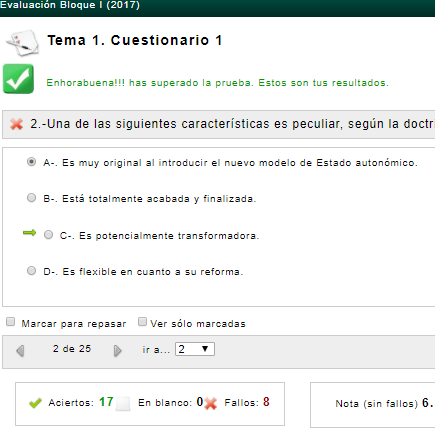 Evaluación Bloque I (2017)
Tema 1. Cuestionario 1
Enhorabuena!!! has superado la prueba. Estos son tus resultados.
2.-Una de las siguientes características es peculiar, según la doctri
A-. Es muy original al introducir el nuevo modelo de Estado autonómico.
B-. Está totalmente acabada y finalizada.
C-. Es potencialmente transformadora.
D-. Es flexible en cuanto a su reforma.
Marcar para repasar Ver sólo marcadas
2 de 25 ir a... 2
Aciertos: 17 En blanco: 0 Fallos: 8 Nota (sin fallos) 6.